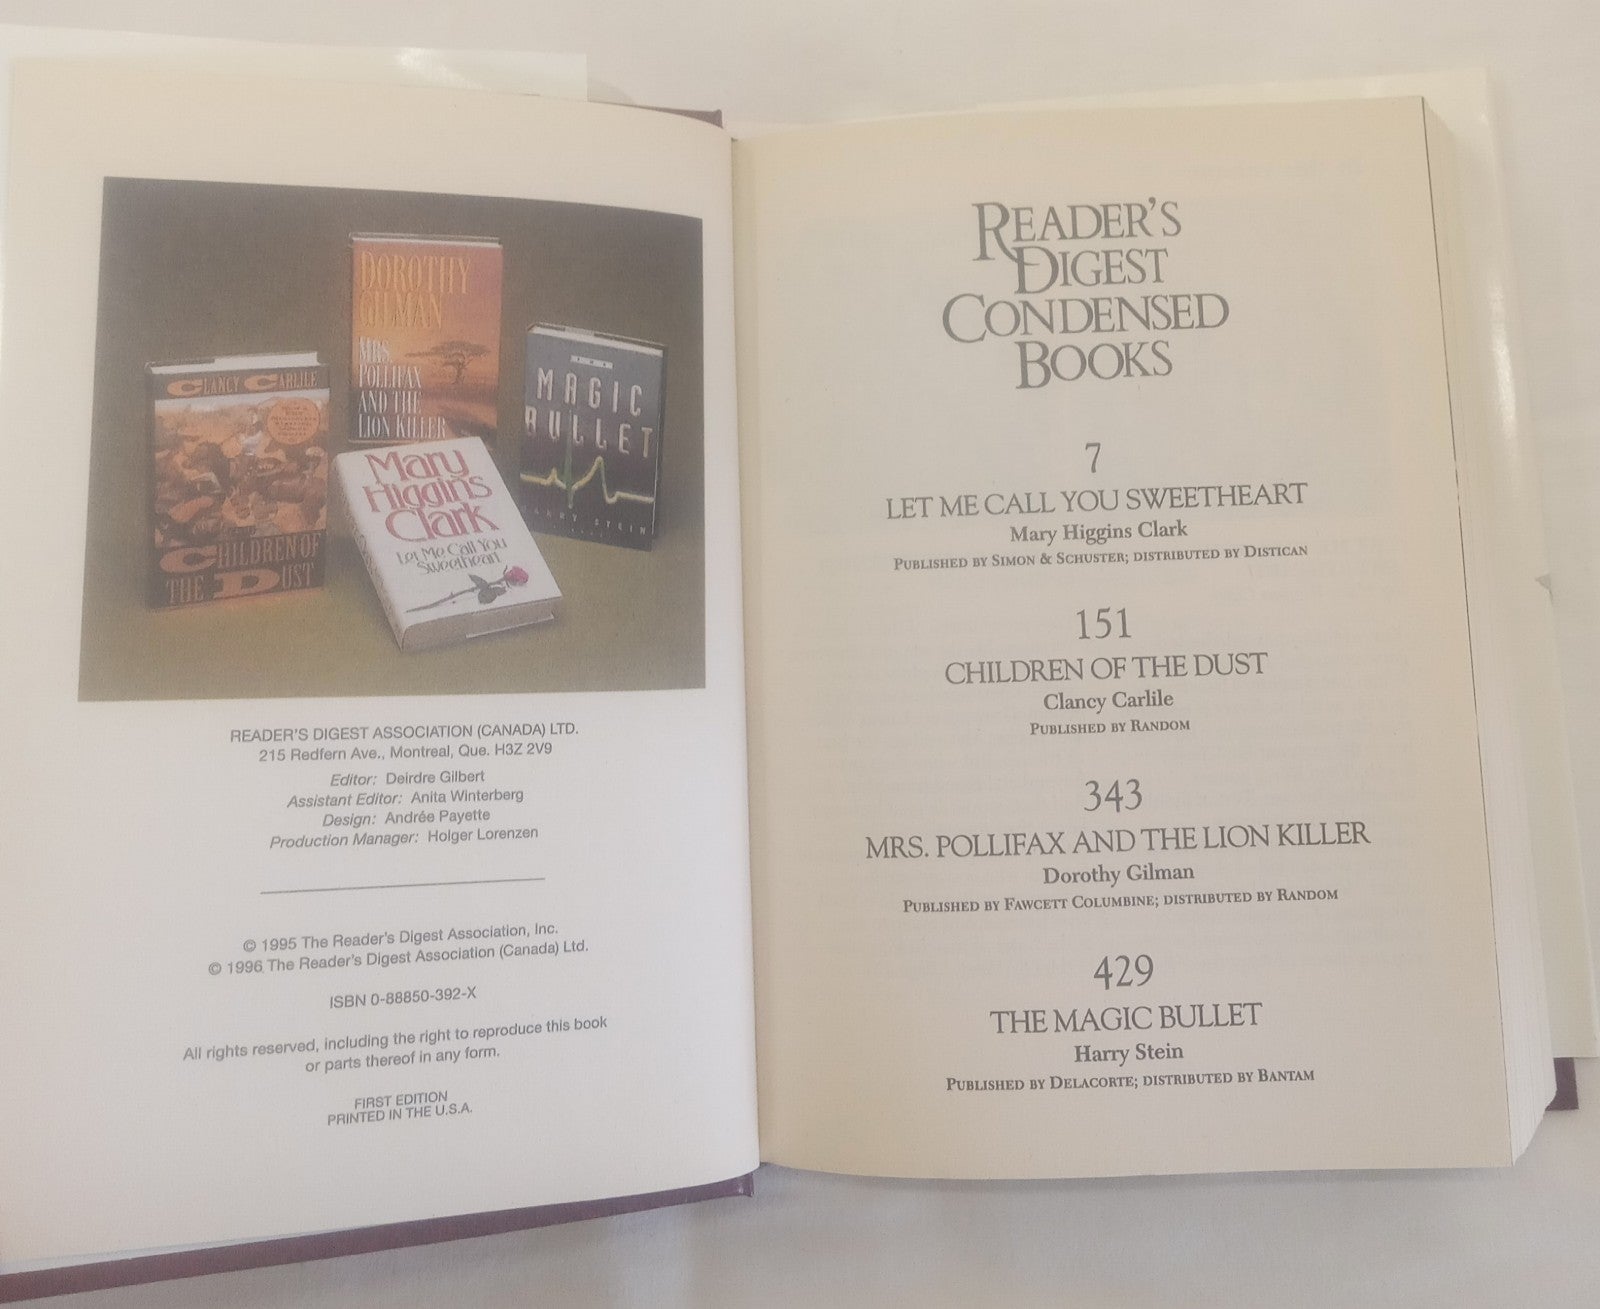 DOROTHY
GILMAN
MRS.
POLLIFAX
AND THE
LION KILLER
CLANCY CARLILE
CHILDREN OF
THE DUST
THE
MAGIC
BULLET
HARRY STEIN
Mary
Higgins
Clark
Let Me Call You
Sweetheart
READER'S DIGEST ASSOCIATION (CANADA) LTD.
215 Redfern Ave., Montreal, Que. H3Z 2V9
Editor: Deirdre Gilbert
Assistant Editor: Anita Winterberg
Design: Andrée Payette
Production Manager: Holger Lorenzen
© 1995 The Reader's Digest Association, Inc.
© 1996 The Reader's Digest Association (Canada) Ltd.
ISBN 0-88850-392-X
All rights reserved, including the right to reproduce this book
or parts thereof in any form.
FIRST EDITION
PRINTED IN THE U.S.A.
READER'S
DIGEST
CONDENSED
BOOKS
7
LET ME CALL YOU SWEETHEART
Mary Higgins Clark
PUBLISHED BY SIMON & SCHUSTER; DISTRIBUTED BY DISTICAN
151
CHILDREN OF THE DUST
Clancy Carlile
PUBLISHED BY RANDOM
343
MRS. POLLIFAX AND THE LION KILLER
Dorothy Gilman
PUBLISHED BY FAWCETT COLUMBINE; DISTRIBUTED BY RANDOM
429
THE MAGIC BULLET
Harry Stein
PUBLISHED BY DELACORTE; DISTRIBUTED BY BANTAM